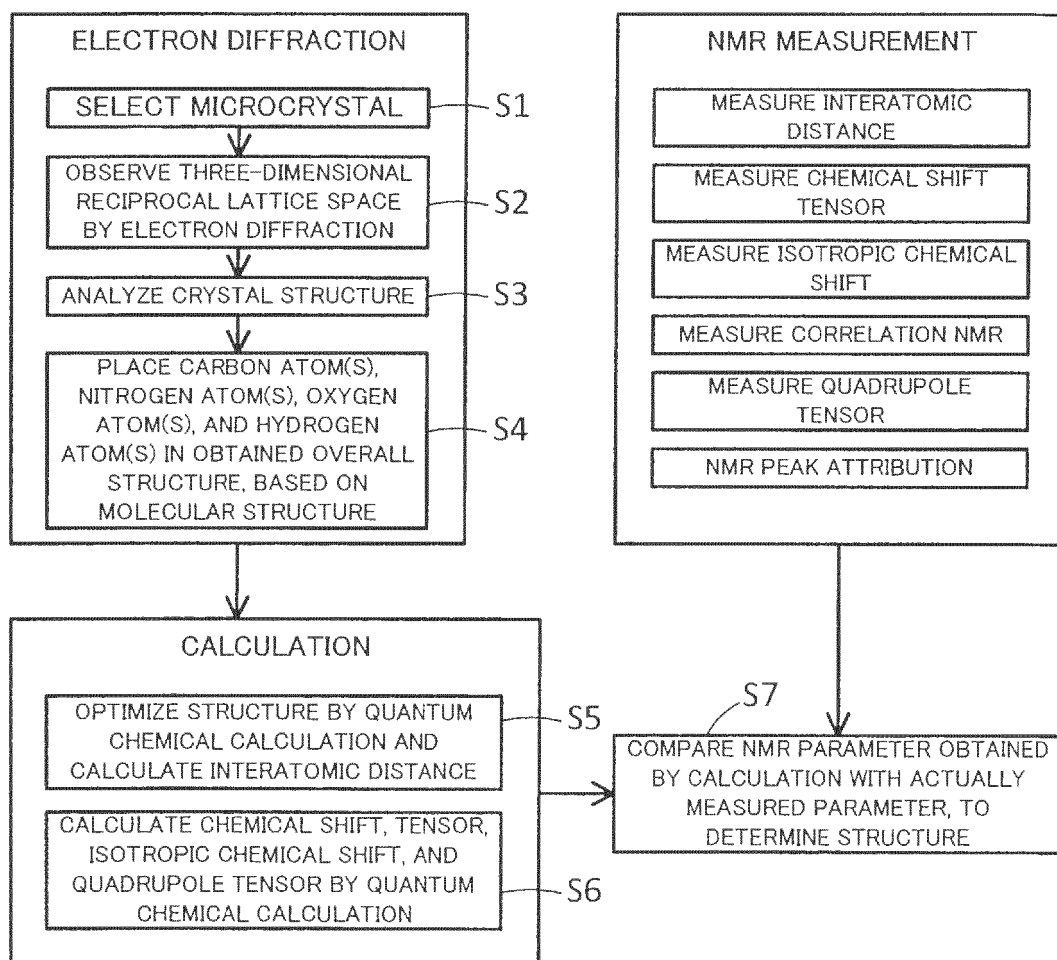 ELECTRON DIFFRACTION
SELECT MICROCRYSTAL
S1
OBSERVE THREE-DIMENSIONAL
RECIPROCAL LATTICE SPACE
BY ELECTRON DIFFRACTION
S2
ANALYZE CRYSTAL STRUCTURE
S3
PLACE CARBON ATOM(S),
NITROGEN ATOM(S), OXYGEN
ATOM(S), AND HYDROGEN
ATOM(S) IN OBTAINED OVERALL
STRUCTURE, BASED ON
MOLECULAR STRUCTURE
S4
NMR MEASUREMENT
MEASURE INTERATOMIC
DISTANCE
MEASURE CHEMICAL SHIFT
TENSOR
MEASURE ISOTROPIC CHEMICAL
SHIFT
MEASURE CORRELATION NMR
MEASURE QUADRUPOLE
TENSOR
NMR PEAK ATTRIBUTION
CALCULATION
OPTIMIZE STRUCTURE BY QUANTUM
CHEMICAL CALCULATION AND
CALCULATE INTERATOMIC DISTANCE
S5
CALCULATE CHEMICAL SHIFT, TENSOR,
ISOTROPIC CHEMICAL SHIFT, AND
QUADRUPOLE TENSOR BY QUANTUM
CHEMICAL CALCULATION
S6
S7
COMPARE NMR PARAMETER OBTAINED
BY CALCULATION WITH ACTUALLY
MEASURED PARAMETER, TO
DETERMINE STRUCTURE